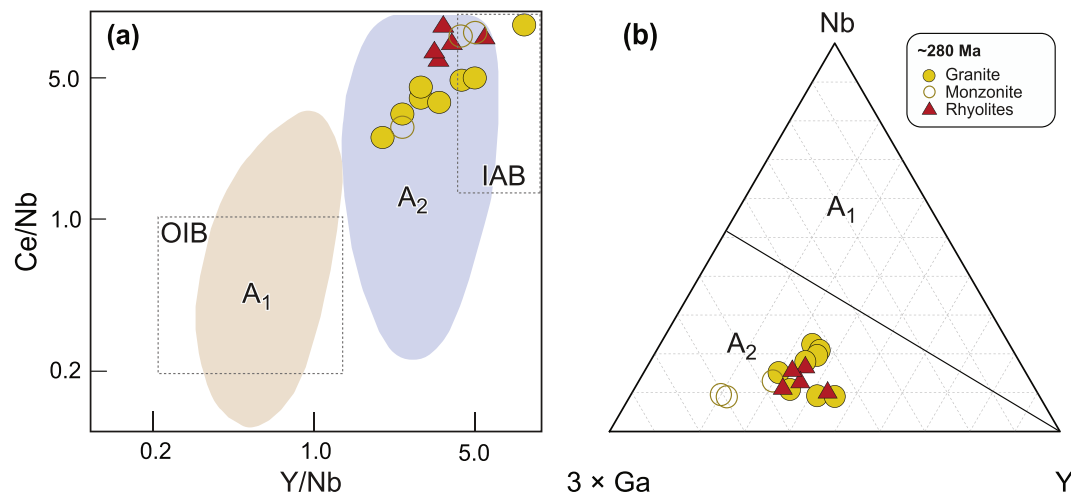 (a)
5.0
1.0
0.2
Ce/Nb
OIB
A1
A2
IAB
0.2
1.0
5.0
Y/Nb
(b)
Nb
~280 Ma
Granite
Monzonite
Rhyolites
A1
A2
3 × Ga
Y